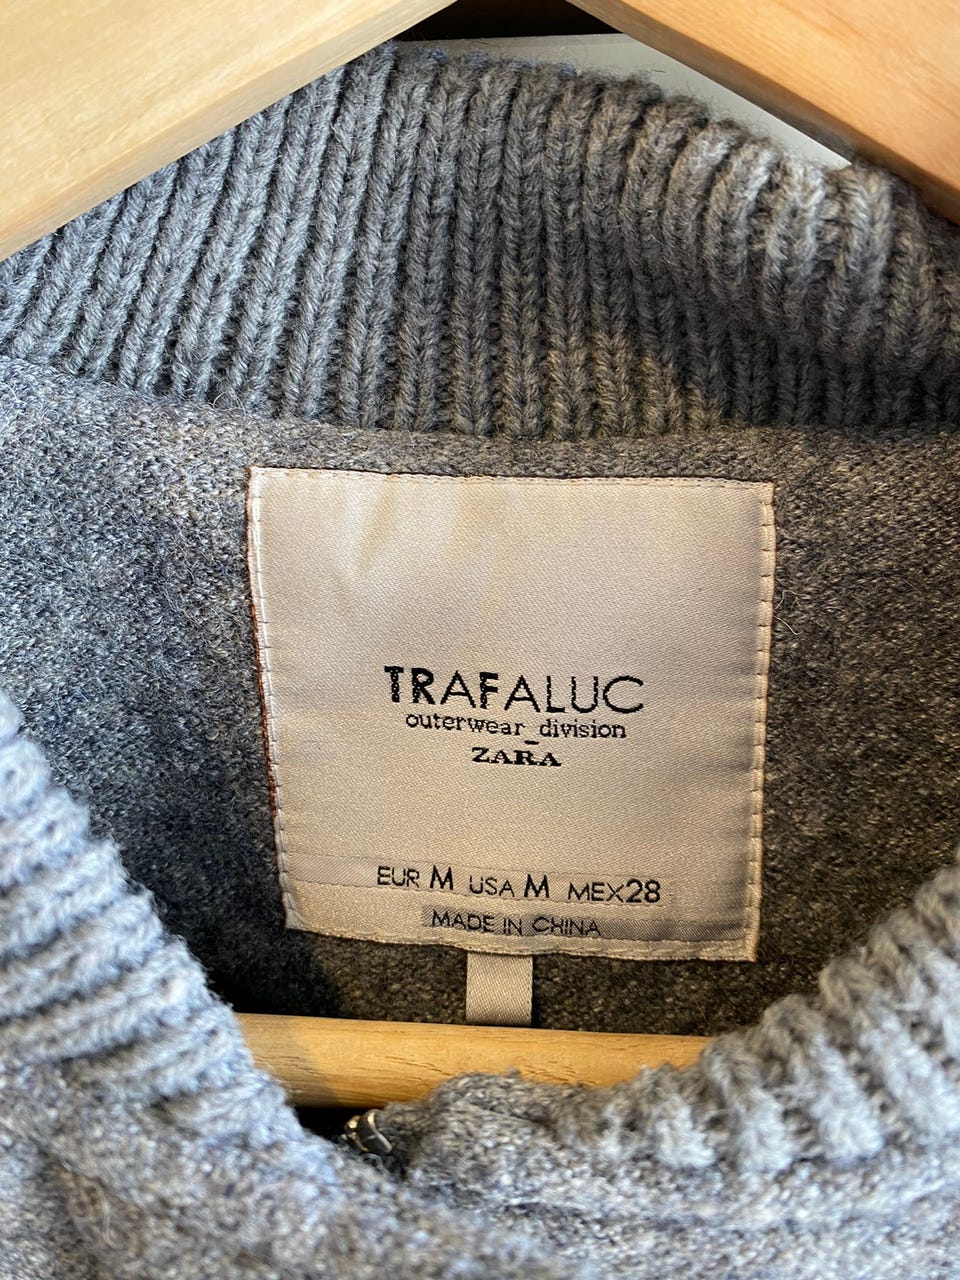 TRAFALUC
outerwear_division
ZARA
EUR M USA M MEX28
MADE IN CHINA